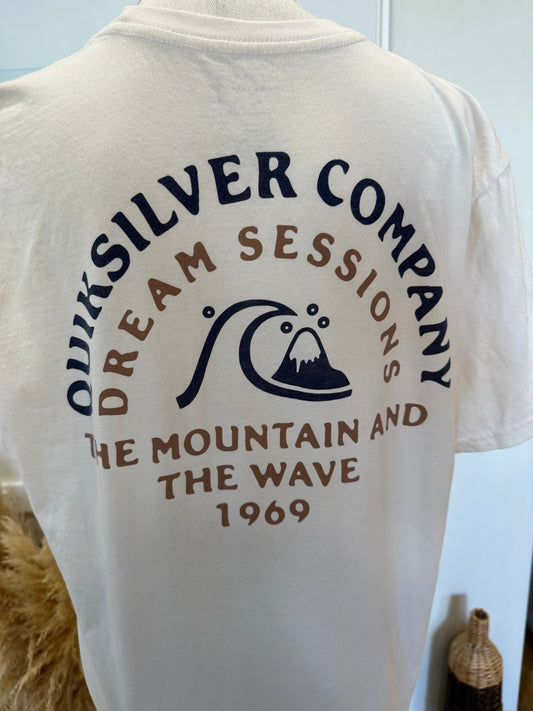 QUIKSILVER COMPANY
DREAM SESSIONS
THE MOUNTAIN AND
THE WAVE
1969